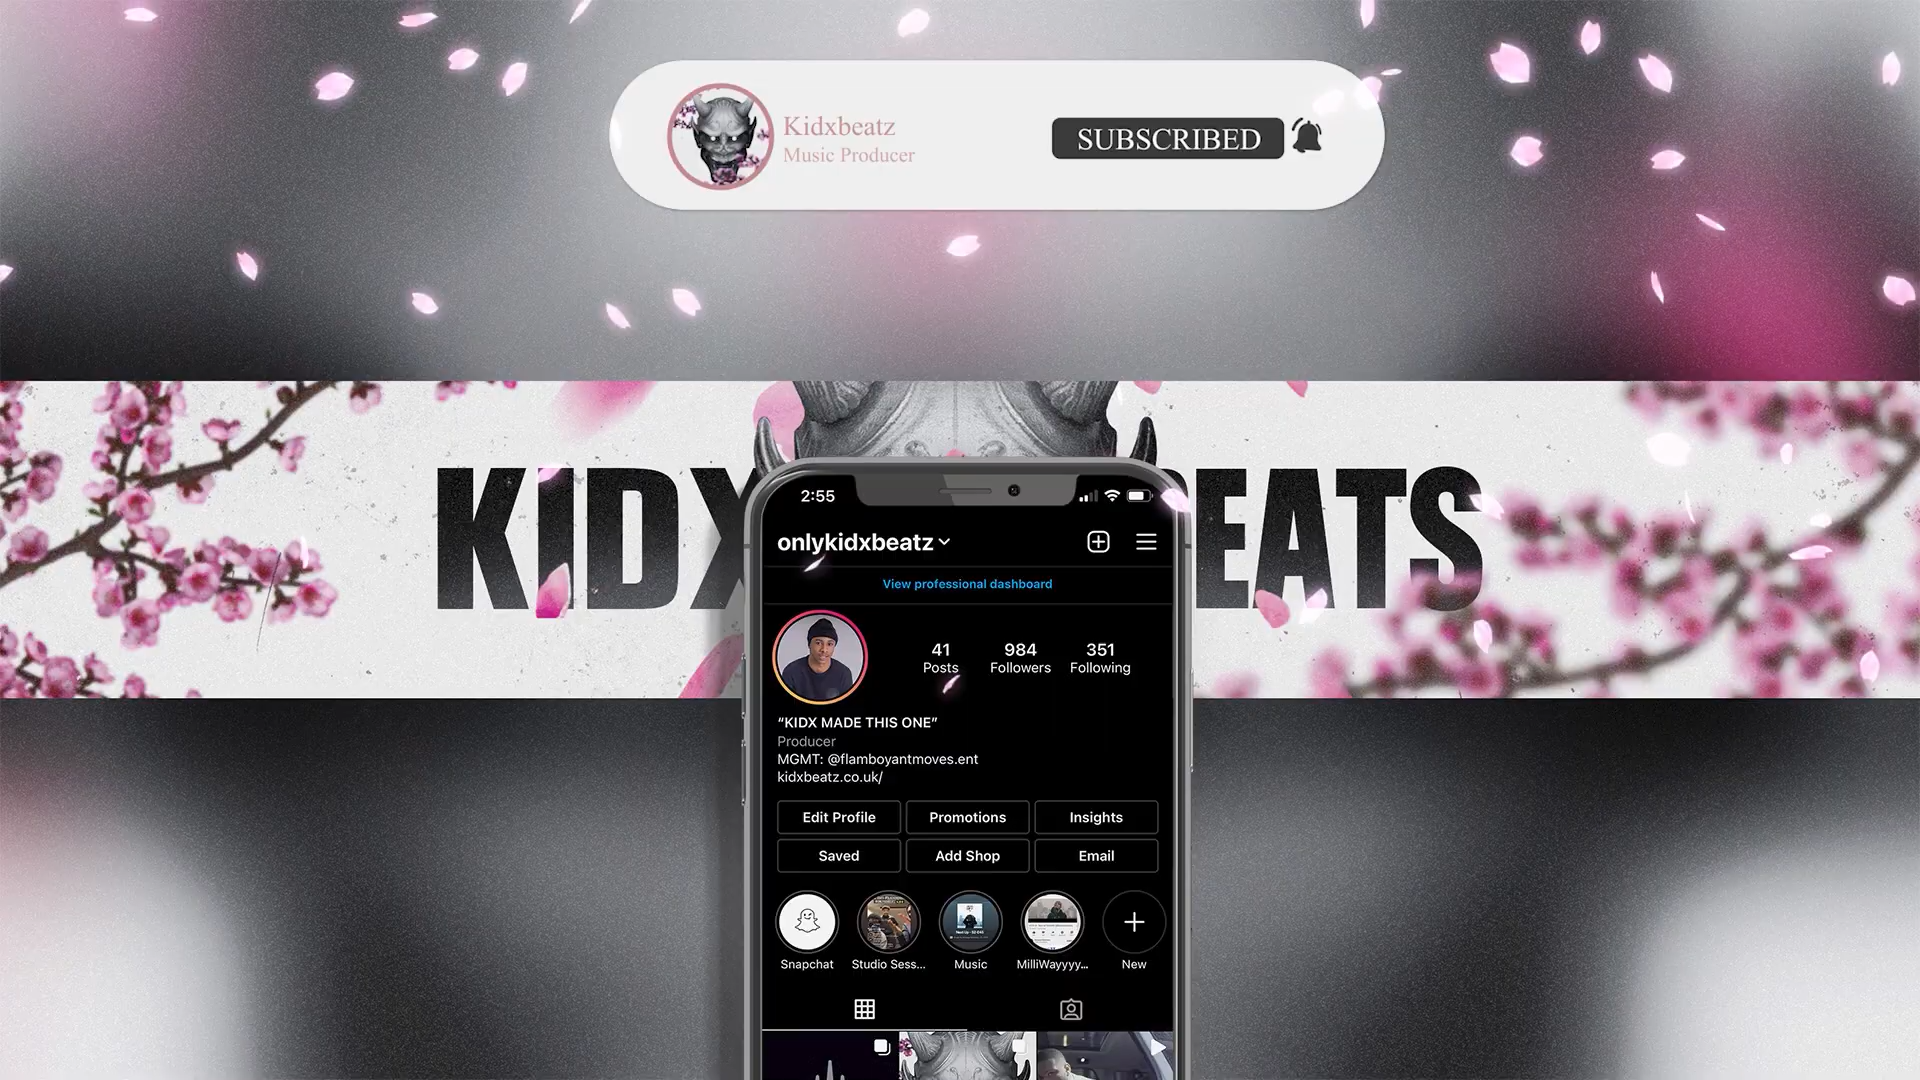 Kidxbeatz
Music Producer
SUBSCRIBED
KIDX EATS
2:55
onlykidxbeatz
View professional dashboard
41 984 351
Posts Followers Following
“KIDX MADE THIS ONE”
Producer
MGMT: @flamboyantmoves.ent
kidxbeatz.co.uk/
Edit Profile Promotions Insights
Saved Add Shop Email
Snapchat Studio Sess... Music MilliWayyyy... New